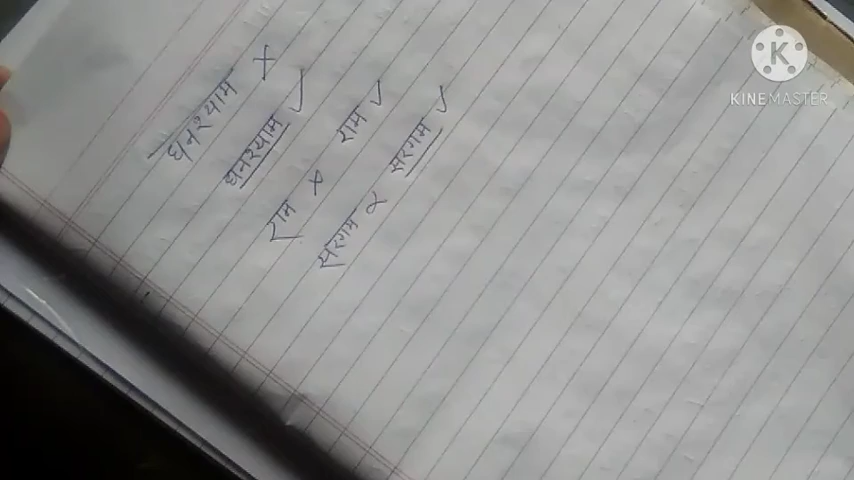 घनश्याम ×
घनश्याम ✓
राम × राम ✓
सरगम × सरगम ✓
K
KINEMASTER